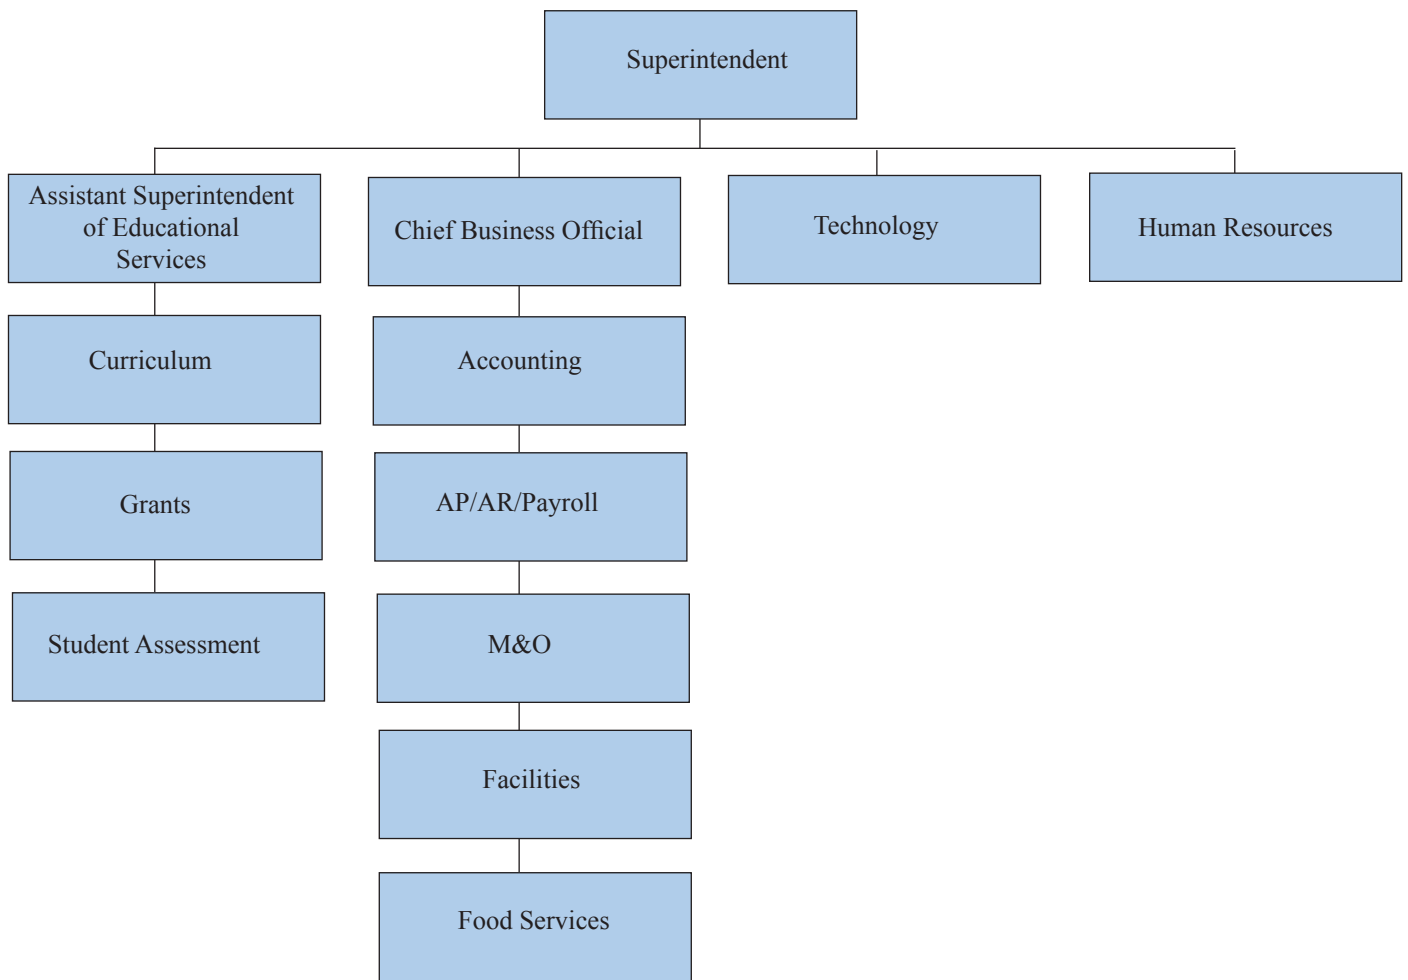 Superintendent
Assistant Superintendent
of Educational
Services
Chief Business Official
Technology
Human Resources
Curriculum
Accounting
Grants
AP/AR/Payroll
Student Assessment
M&O
Facilities
Food Services